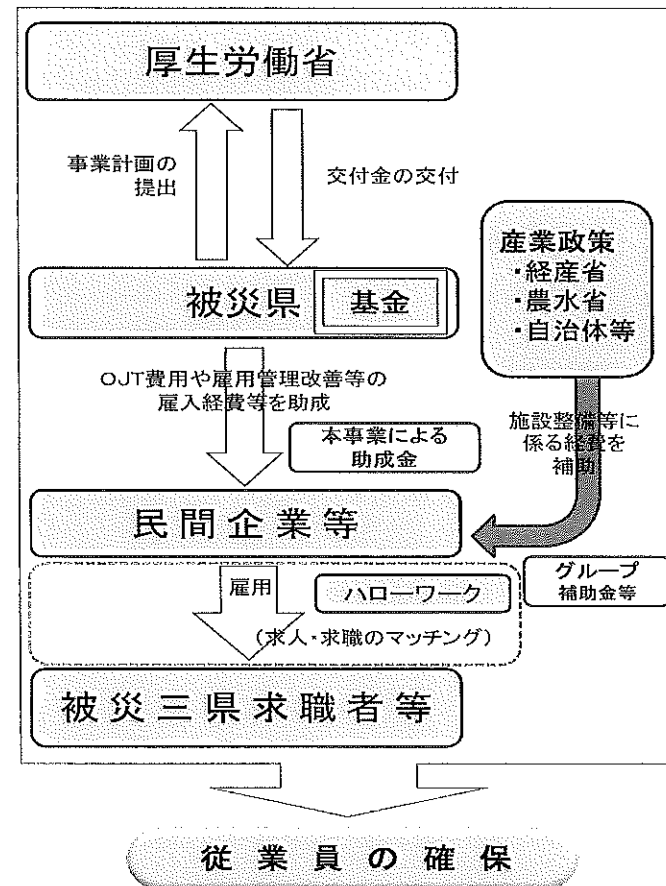 厚生労働省
事業計画の
提出
交付金の交付
産業政策
・経産省
・農水省
・自治体等
被災県
基金
OJT費用や雇用管理改善等の
雇入経費等を助成
本事業による
助成金
施設整備等に
係る経費を
補助
民間企業等
グループ
補助金等
雇用
ハローワーク
(求人・求職のマッチング)
被災三県求職者等
従業員の確保